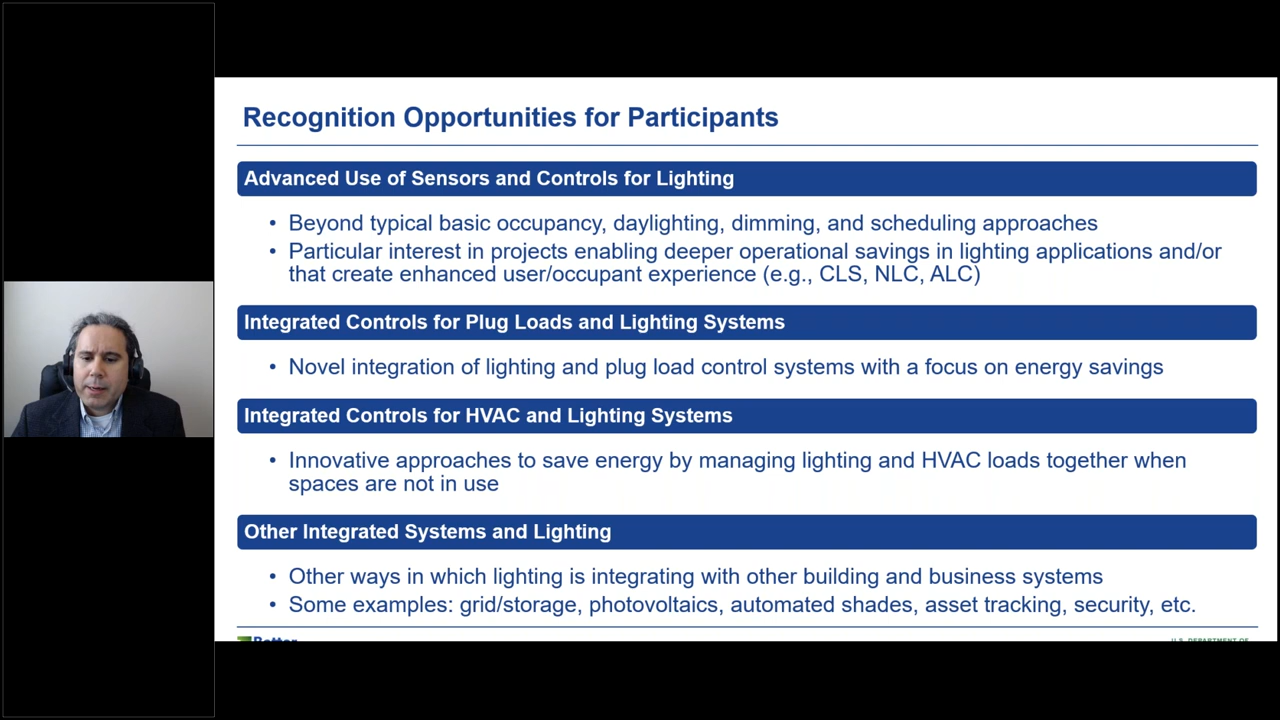 Recognition Opportunities for Participants
Advanced Use of Sensors and Controls for Lighting
• Beyond typical basic occupancy, daylighting, dimming, and scheduling approaches
• Particular interest in projects enabling deeper operational savings in lighting applications and/or
that create enhanced user/occupant experience (e.g., CLS, NLC, ALC)
Integrated Controls for Plug Loads and Lighting Systems
• Novel integration of lighting and plug load control systems with a focus on energy savings
Integrated Controls for HVAC and Lighting Systems
• Innovative approaches to save energy by managing lighting and HVAC loads together when
spaces are not in use
Other Integrated Systems and Lighting
• Other ways in which lighting is integrating with other building and business systems
• Some examples: grid/storage, photovoltaics, automated shades, asset tracking, security, etc.
Better
U.S. DEPARTMENT OF